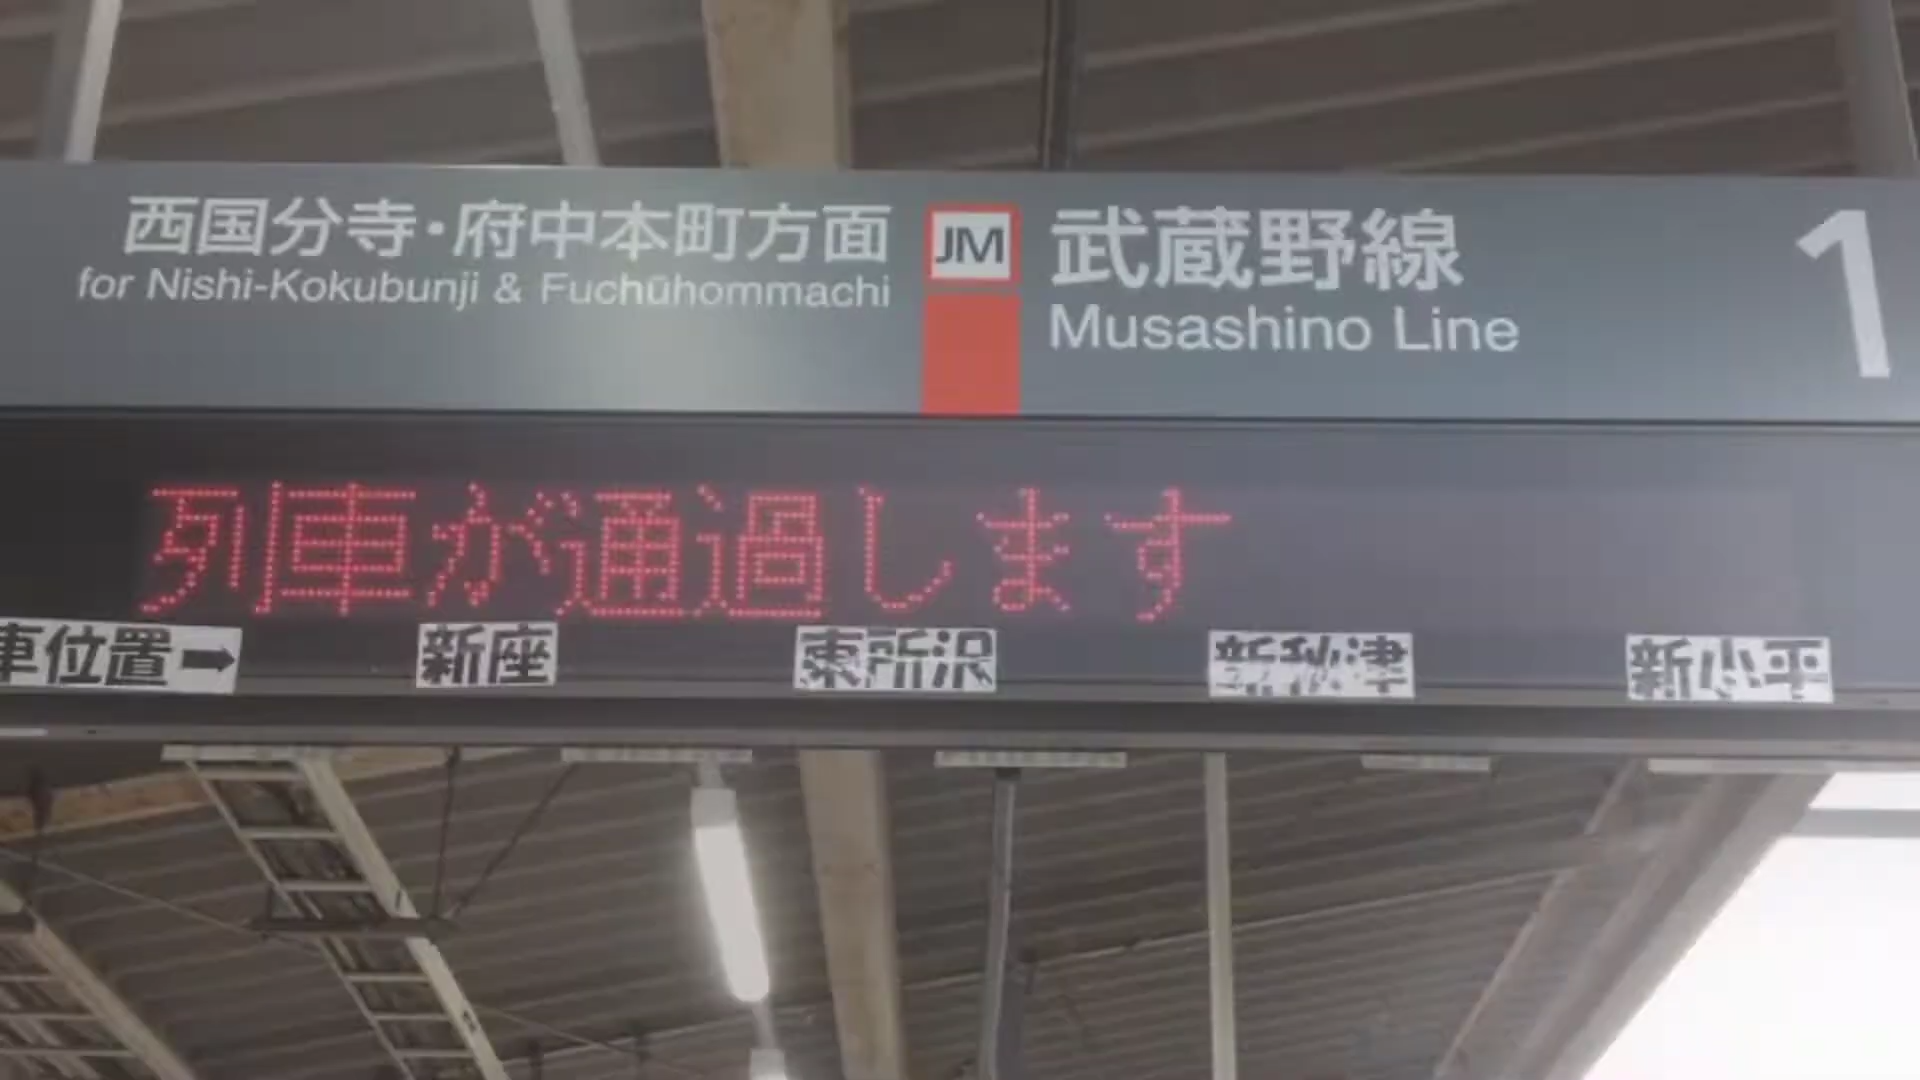 西国分寺・府中本町方面
for Nishi-Kokubunji & Fuchūhommachi
JM
武蔵野線
Musashino Line
1
列車が通過します
車位置➡ 新座 東所沢 新秋津 新小平